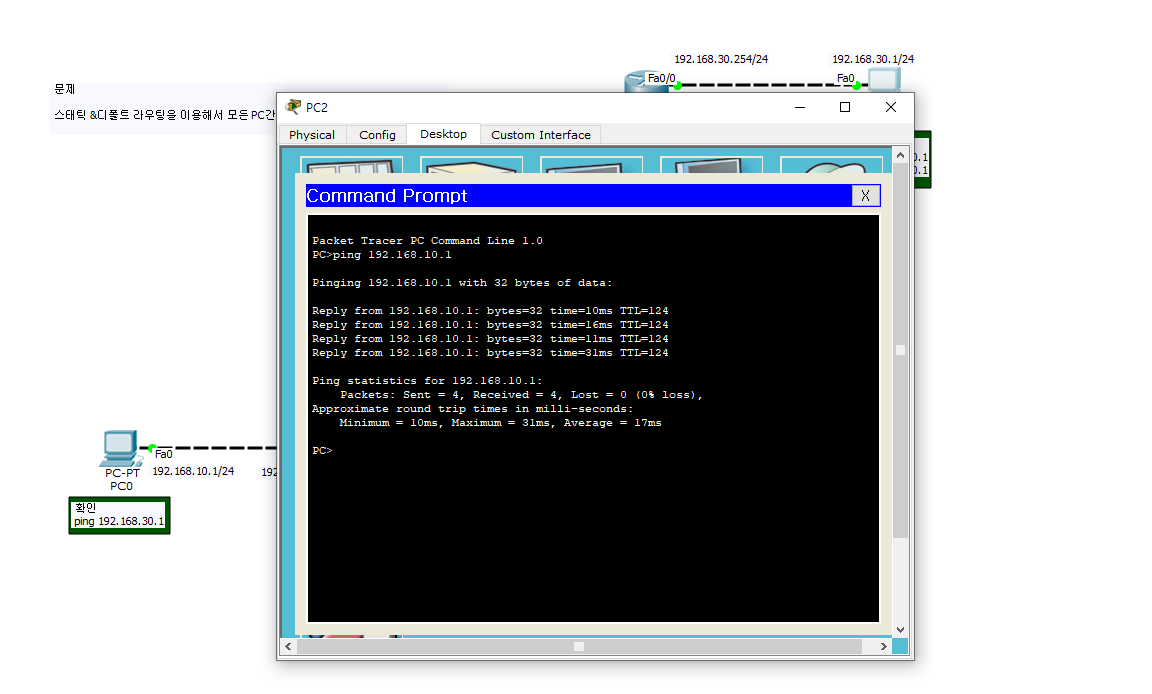 192.168.30.254/24
192.168.30.1/24
Fa0/0
Fa0
문제
스태틱 &디폴트 라우팅을 이용해서 모든 PC간
PC2
Physical
Config
Desktop
Custom Interface
Command Prompt
X
Packet Tracer PC Command Line 1.0
PC>ping 192.168.10.1
Pinging 192.168.10.1 with 32 bytes of data:
Reply from 192.168.10.1: bytes=32 time=10ms TTL=124
Reply from 192.168.10.1: bytes=32 time=16ms TTL=124
Reply from 192.168.10.1: bytes=32 time=11ms TTL=124
Reply from 192.168.10.1: bytes=32 time=31ms TTL=124
Ping statistics for 192.168.10.1:
Packets: Sent = 4, Received = 4, Lost = 0 (0% loss),
Approximate round trip times in milli-seconds:
Minimum = 10ms, Maximum = 31ms, Average = 17ms
PC>
0.1
0.1
Fa0
192.168.10.1/24
192
PC-PT
PC0
확인
ping 192.168.30.1